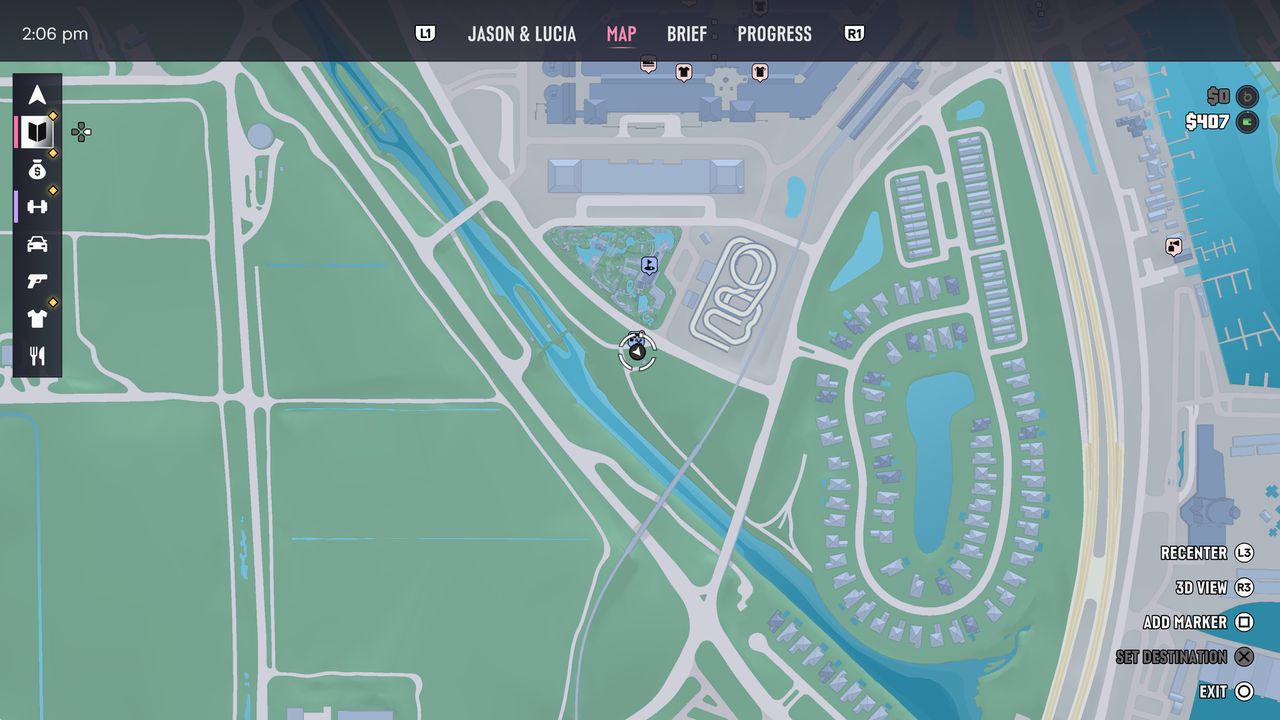 2:06 pm
L1 JASON & LUCIA MAP BRIEF PROGRESS R1
$0
$407
RECENTER L3
3D VIEW R3
ADD MARKER
SET DESTINATION
EXIT